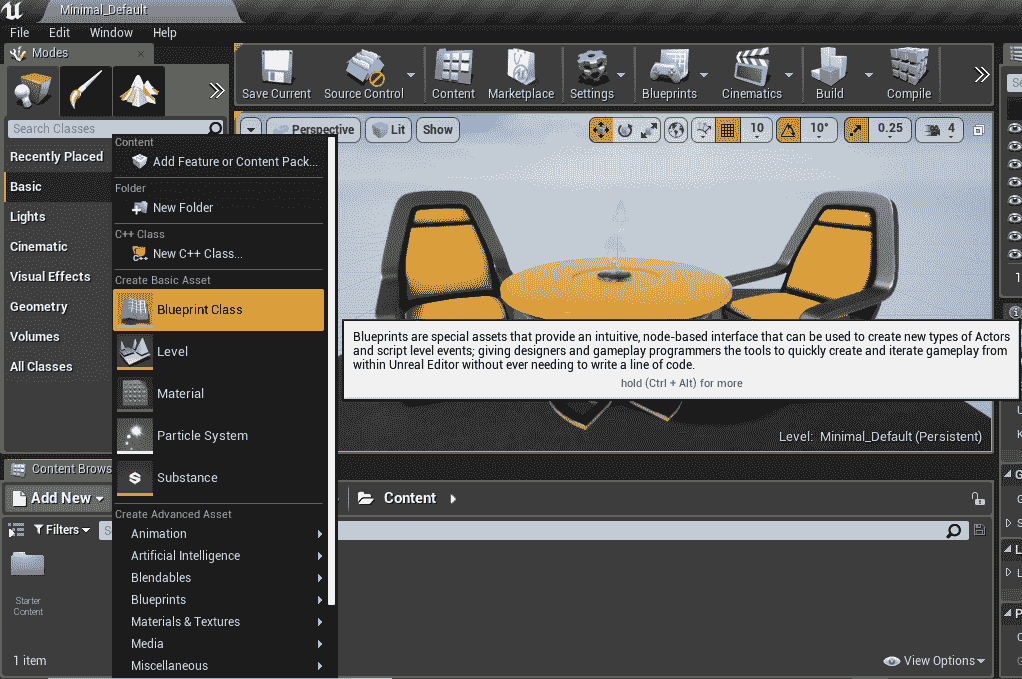 Minimal_Default
File Edit Window Help
Modes
Save Current Source Control Content Marketplace Settings Blueprints Cinematics Build Compile
Search Classes
Perspective Lit Show 10 10° 0.25 4
Recently Placed
Basic
Lights
Cinematic
Visual Effects
Geometry
Volumes
All Classes
Content
Add Feature or Content Pack...
Folder
New Folder
C++ Class
New C++ Class...
Create Basic Asset
Blueprint Class
Level
Material
Particle System
Substance
Create Advanced Asset
Animation
Artificial Intelligence
Blendables
Blueprints
Materials & Textures
Media
Miscellaneous
Blueprints are special assets that provide an intuitive, node-based interface that can be used to create new types of Actors
and script level events; giving designers and gameplay programmers the tools to quickly create and iterate gameplay from
within Unreal Editor without ever needing to write a line of code.
hold (Ctrl + Alt) for more
Level: Minimal_Default (Persistent)
Content Brows
Add New
Content
Filters
Starter
Content
1 item
View Options